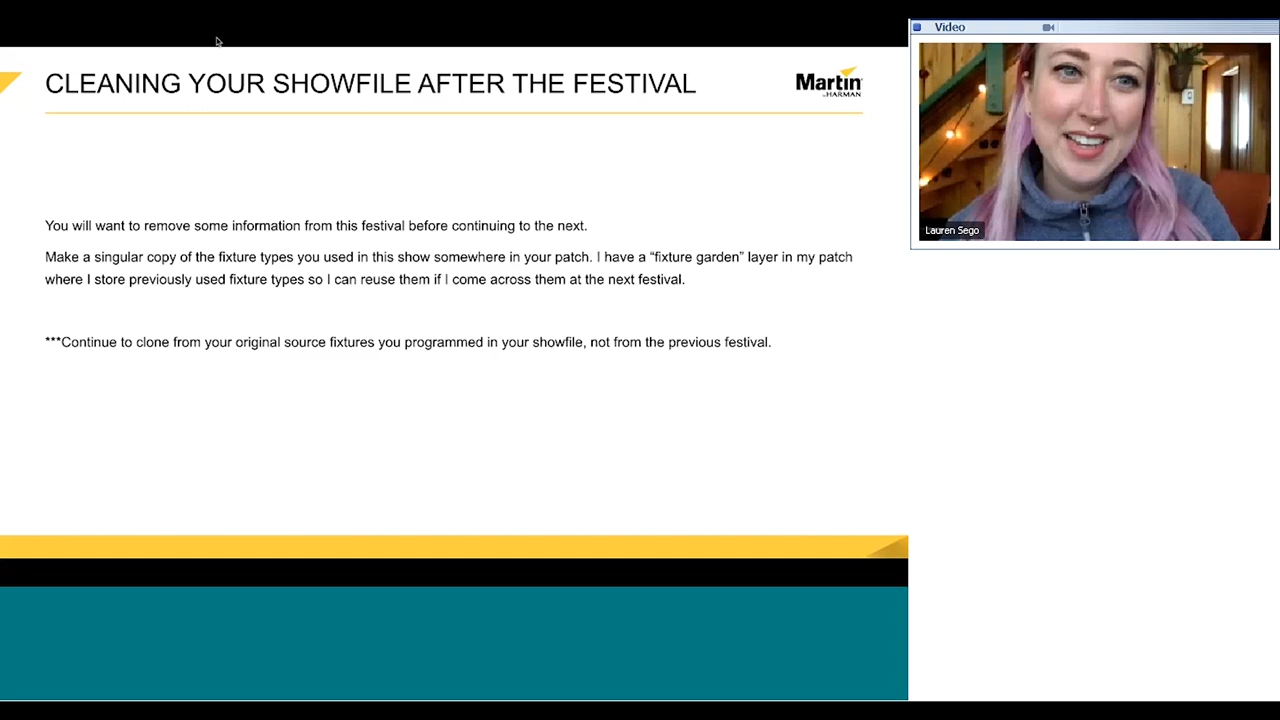 CLEANING YOUR SHOWFILE AFTER THE FESTIVAL
Martin
by HARMAN
You will want to remove some information from this festival before continuing to the next.
Make a singular copy of the fixture types you used in this show somewhere in your patch. I have a “fixture garden” layer in my patch
where I store previously used fixture types so I can reuse them if I come across them at the next festival.
***Continue to clone from your original source fixtures you programmed in your showfile, not from the previous festival.
Video
Lauren Sego